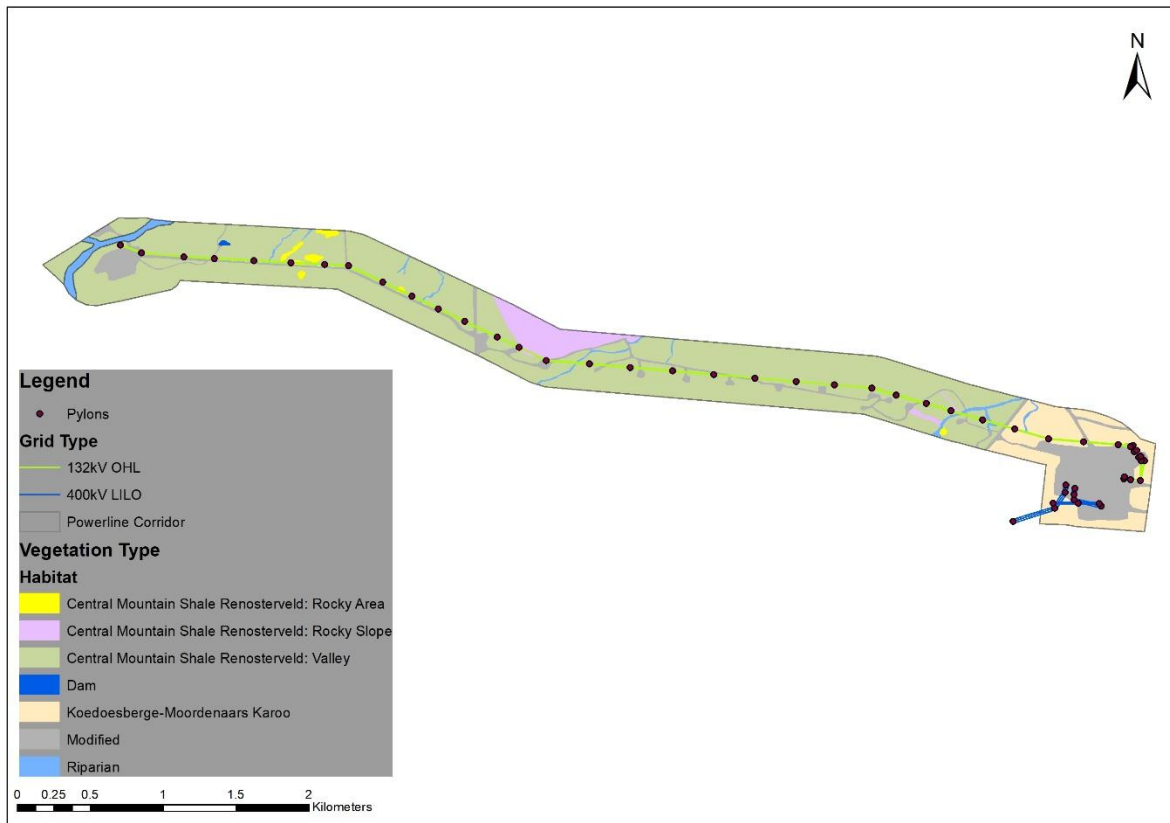 N
Legend
Pylons
Grid Type
132kV OHL
400kV LILO
Powerline Corridor
Vegetation Type
Habitat
Central Mountain Shale Renosterveld: Rocky Area
Central Mountain Shale Renosterveld: Rocky Slope
Central Mountain Shale Renosterveld: Valley
Dam
Koedoesberge-Moordenaars Karoo
Modified
Riparian
0 0.25 0.5 1 1.5 2
Kilometers